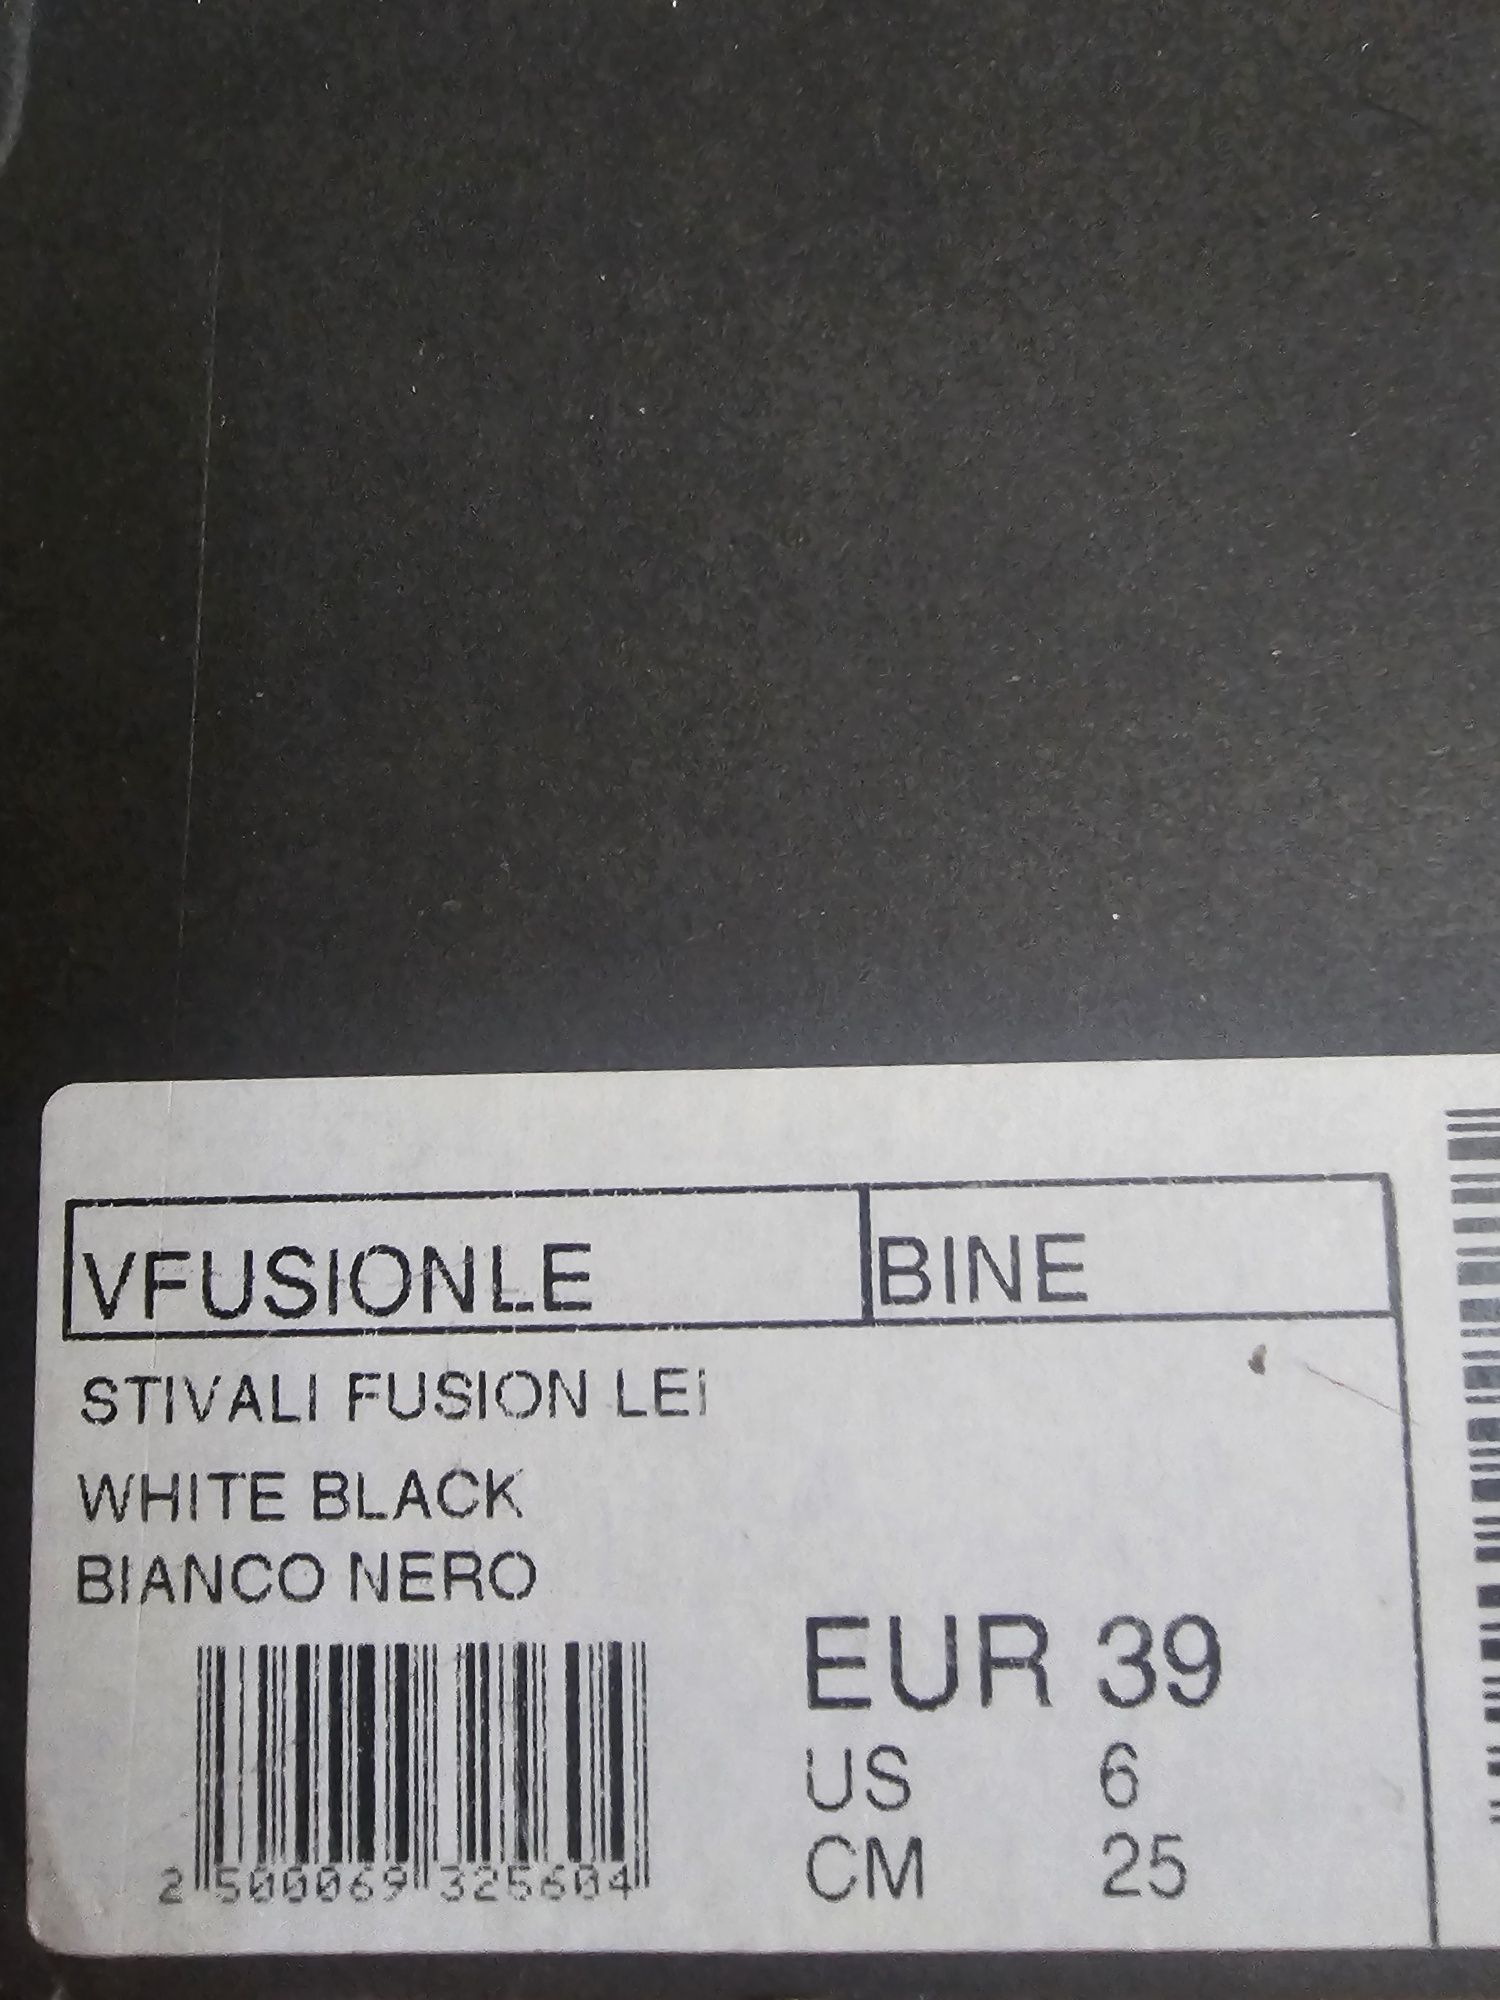 VFUSIONLE BINE
STIVALI FUSION LEI
WHITE BLACK
BIANCO NERO
EUR 39
US 6
CM 25
2 500069 325604